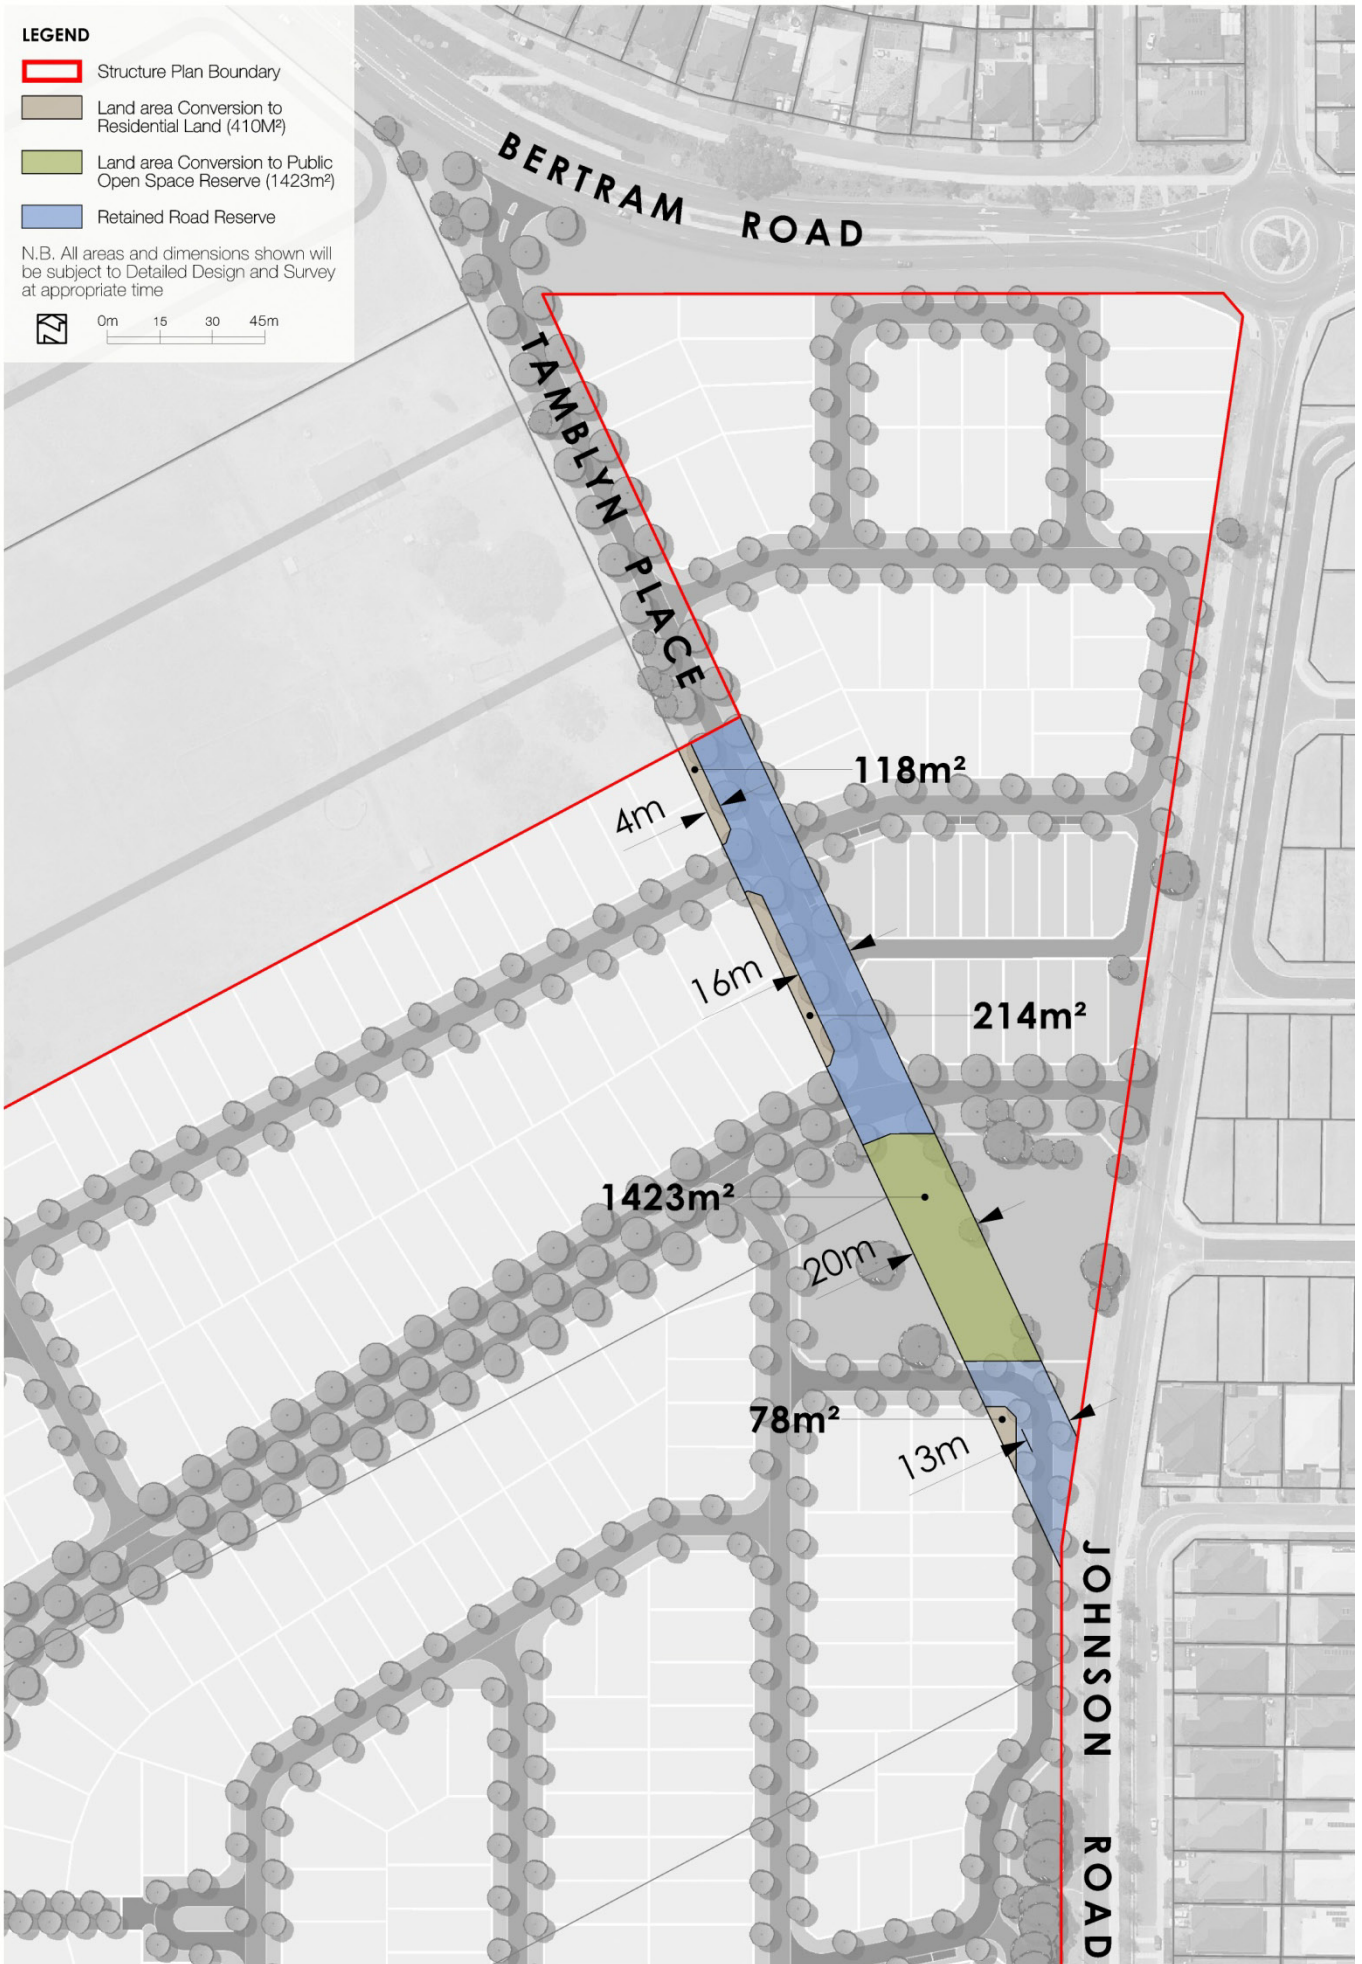 LEGEND
Structure Plan Boundary
Land area Conversion to
Residential Land (410M²)
Land area Conversion to Public
Open Space Reserve (1423m²)
Retained Road Reserve
N.B. All areas and dimensions shown will
be subject to Detailed Design and Survey
at appropriate time
N
0m 15 30 45m
BERTRAM ROAD
TAMBLYN PLACE
118m²
4m
16m
214m²
1423m²
20m
78m²
13m
JOHNSON ROAD